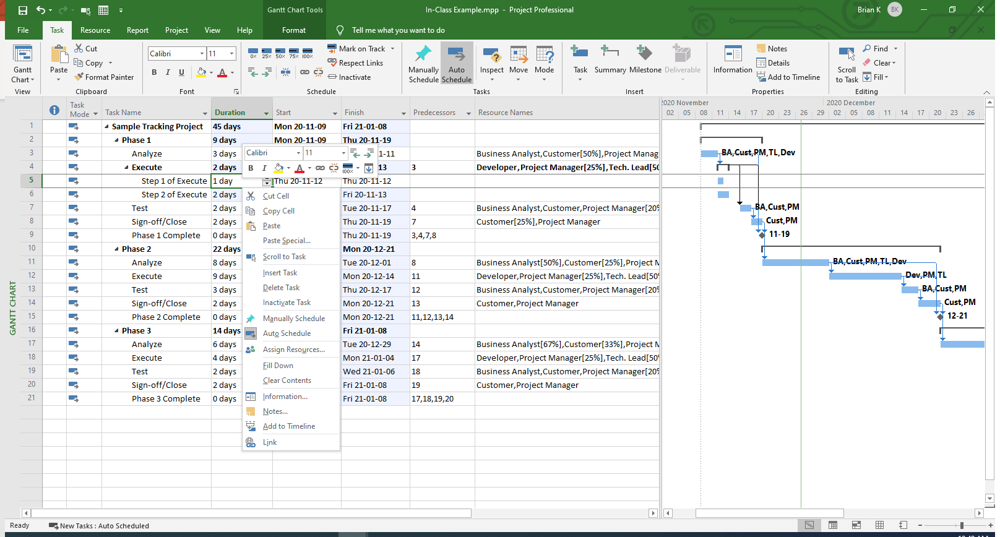 Gantt Chart Tools
In-Class Example.mpp - Project Professional
Brian K
BK
File
Task
Resource
Report
Project
View
Help
Format
Tell me what you want to do
Gantt Chart
View
Paste
Cut
Copy
Format Painter
Clipboard
Calibri
11
B I U
A
Font
0% 25% 50% 75% 100%
Mark on Track
Respect Links
Inactivate
Schedule
Manually Schedule
Auto Schedule
Inspect
Move
Mode
Tasks
Task
Summary
Milestone
Deliverable
Insert
Information
Notes
Details
Add to Timeline
Properties
Scroll to Task
Find
Clear
Fill
Editing
Task Mode
Task Name
Duration
Start
Finish
Predecessors
Resource Names
2020 November
2020 December
02 05 08 11 14 17 20 23 26 29 02 05 08 11 14 17 20 23 26
1 Sample Tracking Project 45 days Mon 20-11-09 Fri 21-01-08
2 Phase 1 9 days Mon 20-11-09 Thu 20-11-19
3 Analyze 3 days -11-11 Business Analyst,Customer[50%],Project Manag
4 Execute 2 days 13 3 Developer,Project Manager[25%],Tech. Lead[50
5 Step 1 of Execute 1 day Thu 20-11-12 Thu 20-11-12
6 Step 2 of Execute 2 days Fri 20-11-13
7 Test 2 days Tue 20-11-17 4 Business Analyst,Customer,Project Manager[20%
8 Sign-off/Close 2 days Thu 20-11-19 7 Customer[25%],Project Manager
9 Phase 1 Complete 0 days Thu 20-11-19 3,4,7,8
10 Phase 2 22 days Mon 20-12-21
11 Analyze 8 days Tue 20-12-01 8 Business Analyst[50%],Customer[25%],Project M
12 Execute 9 days Mon 20-12-14 11 Developer,Project Manager[25%],Tech. Lead[50%
13 Test 3 days Thu 20-12-17 12 Business Analyst,Customer,Project Manager[20%
14 Sign-off/Close 2 days Mon 20-12-21 13 Customer,Project Manager
15 Phase 2 Complete 0 days Mon 20-12-21 11,12,13,14
16 Phase 3 14 days Fri 21-01-08
17 Analyze 6 days Tue 20-12-29 14 Business Analyst[67%],Customer[33%],Project M
18 Execute 4 days Mon 21-01-04 17 Developer,Project Manager[25%],Tech. Lead[50%
19 Test 2 days Wed 21-01-06 18 Business Analyst,Customer,Project Manager[20%
20 Sign-off/Close 2 days Fri 21-01-08 19 Customer,Project Manager
21 Phase 3 Complete 0 days Fri 21-01-08 17,18,19,20
Calibri
11
B I
A
100%
Cut Cell
Copy Cell
Paste
Paste Special...
Scroll to Task
Insert Task
Delete Task
Inactivate Task
Manually Schedule
Auto Schedule
Assign Resources...
Fill Down
Clear Contents
Information...
Notes...
Add to Timeline
Link
BA,Cust,PM,TL,Dev
BA,Cust,PM
Cust,PM
11-19
BA,Cust,PM,TL,Dev
Dev,PM,TL
BA,Cust,PM
Cust,PM
12-21
GANTT CHART
Ready
New Tasks : Auto Scheduled